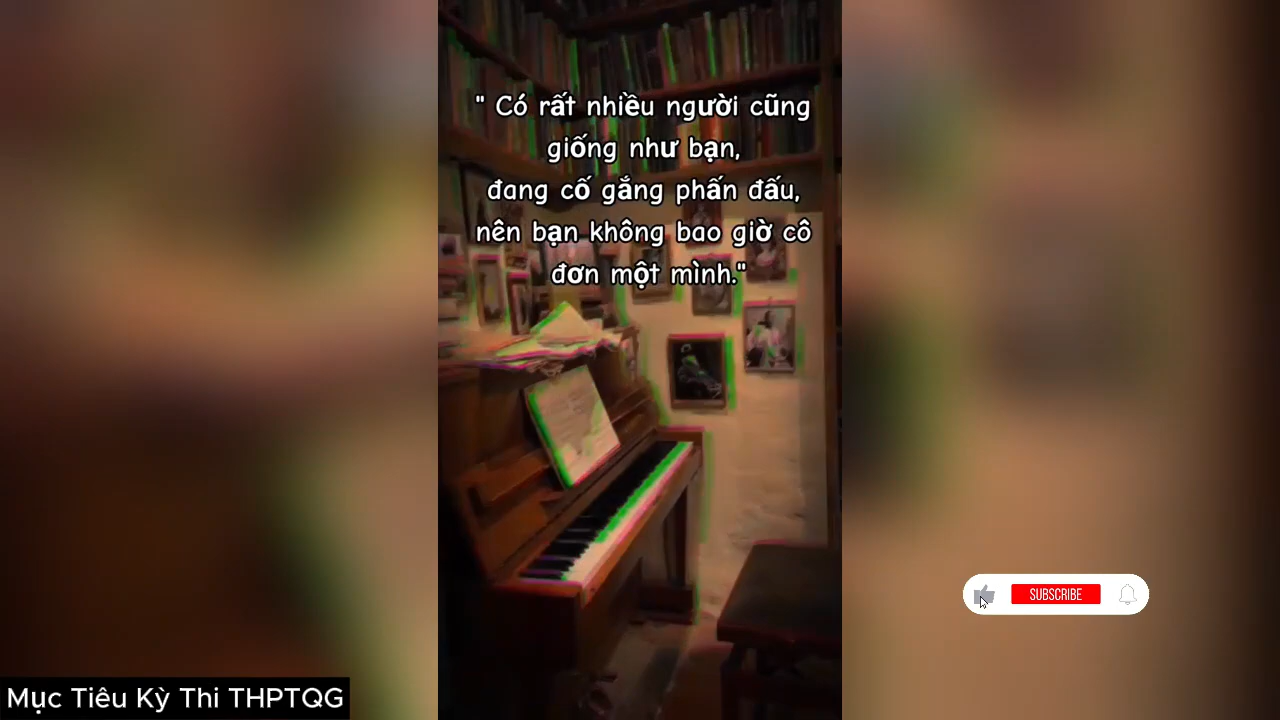 " Có rất nhiều người cũng
giống như bạn,
đang cố gắng phấn đấu,
nên bạn không bao giờ cô
đơn một mình."
SUBSCRIBE
Mục Tiêu Kỳ Thi THPTQG